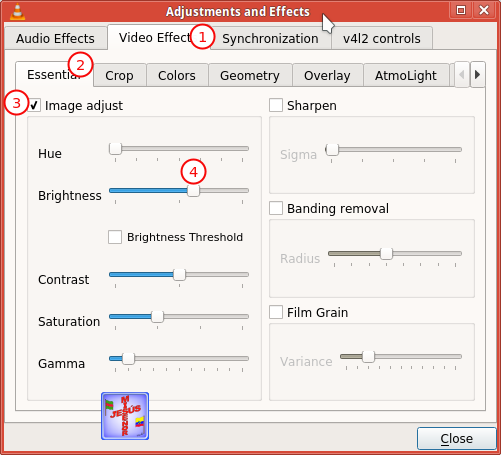 Adjustments and Effects
Audio Effects Video Effec 1 Synchronization v4l2 controls
2
Essential Crop Colors Geometry Overlay AtmoLight
3 Image adjust Sharpen
Hue Sigma
4
Brightness
Banding removal
Brightness Threshold
Radius
Contrast
Saturation Film Grain
Gamma Variance
JESÚS
Close